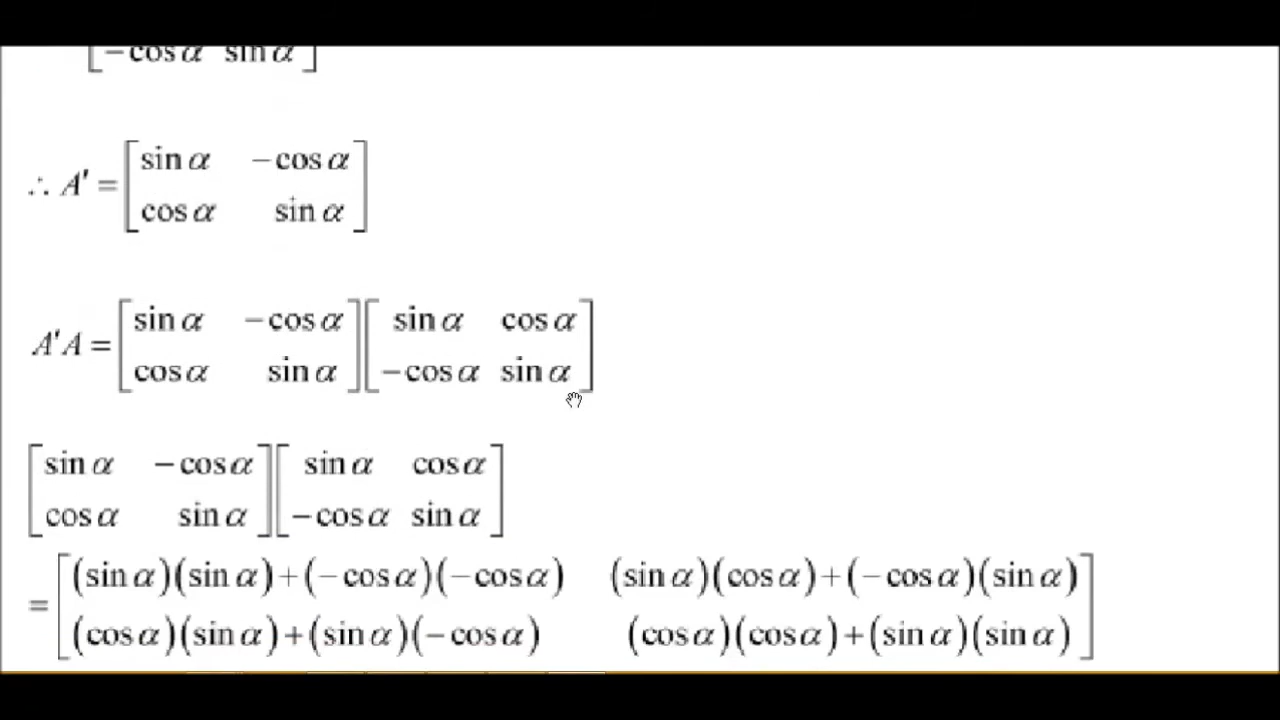 −cos α sin α
∴ A′ = [ sin α −cos α
cos α sin α ]
A′A = [ sin α −cos α ] [ sin α cos α ]
[ cos α sin α ] [ −cos α sin α ]
[ sin α −cos α ] [ sin α cos α ]
[ cos α sin α ] [ −cos α sin α ]
= [ (sin α)(sin α)+(−cos α)(−cos α) (sin α)(cos α)+(−cos α)(sin α)
(cos α)(sin α)+(sin α)(−cos α) (cos α)(cos α)+(sin α)(sin α) ]